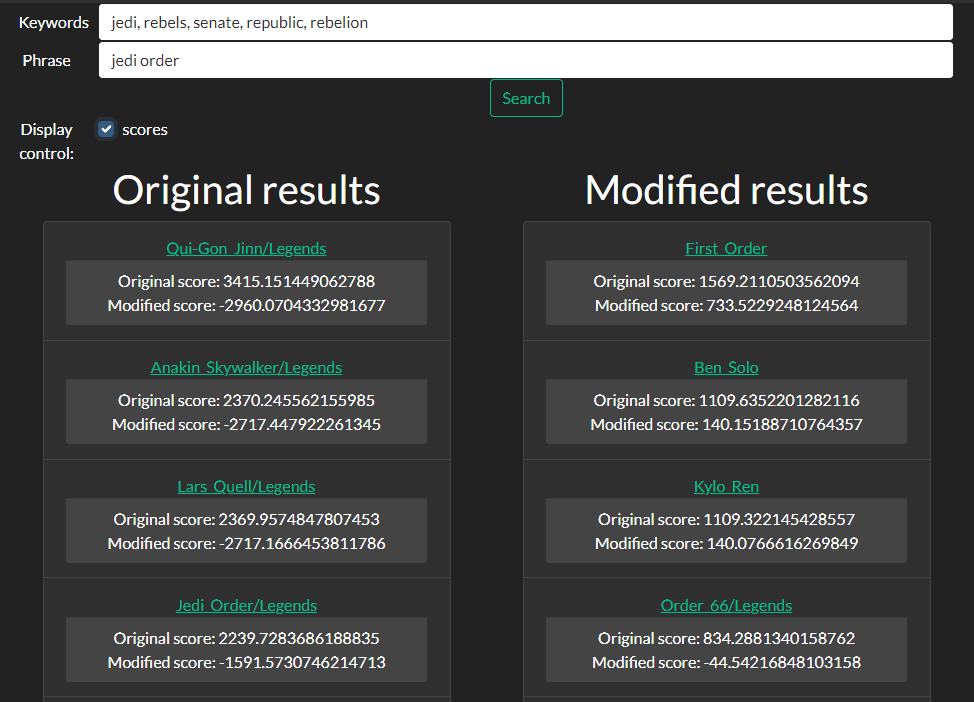 Keywords jedi, rebels, senate, republic, rebelion
Phrase jedi order
Search
Display control: scores
Original results
Qui-Gon_Jinn/Legends
Original score: 3415.151449062788
Modified score: -2960.0704332981677
Anakin_Skywalker/Legends
Original score: 2370.245562155985
Modified score: -2717.447922261345
Lars_Quell/Legends
Original score: 2369.9574847807453
Modified score: -2717.1666453811786
Jedi_Order/Legends
Original score: 2239.7283686188835
Modified score: -1591.5730746214713
Modified results
First_Order
Original score: 1569.2110503562094
Modified score: 733.5229248124564
Ben_Solo
Original score: 1109.6352201282116
Modified score: 140.15188710764357
Kylo_Ren
Original score: 1109.322145428557
Modified score: 140.0766616269849
Order_66/Legends
Original score: 834.2881340158762
Modified score: -44.54216848103158